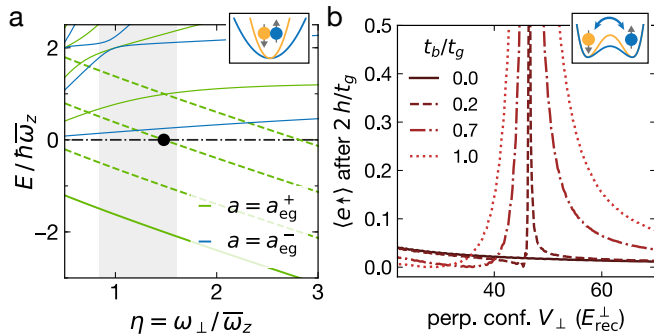 a
E/ħω̅z
2
0
−2
a = a⁺eg
a = a⁻eg
1
2
3
η = ω⊥/ω̅z
b
⟨e↑⟩ after 2 h/tg
0.5
0.4
0.3
0.2
0.1
0.0
tb/tg
0.0
0.2
0.7
1.0
40
60
perp. conf. V⊥ (E⊥rec)